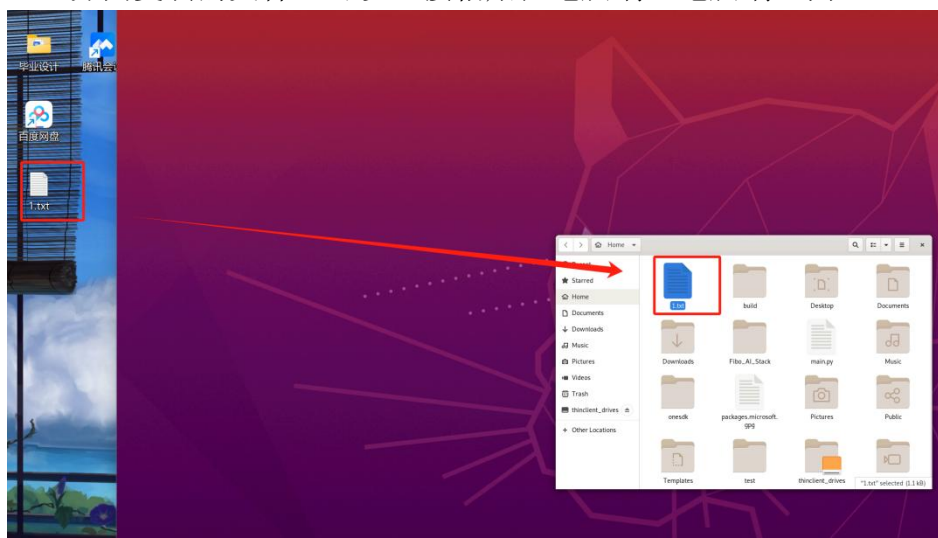 毕业设计
腾讯会
百度网盘
1.txt
Home
Starred
Home
Documents
Downloads
Music
Pictures
Videos
Trash
thinclient_drives
+ Other Locations
1.txt
build
Desktop
Documents
Downloads
Fibo_AI_Stack
main.py
Music
onesdk
packages.microsoft.
gpg
Pictures
Public
Templates
test
thinclient_drives
"1.txt" selected (1.1 kB)